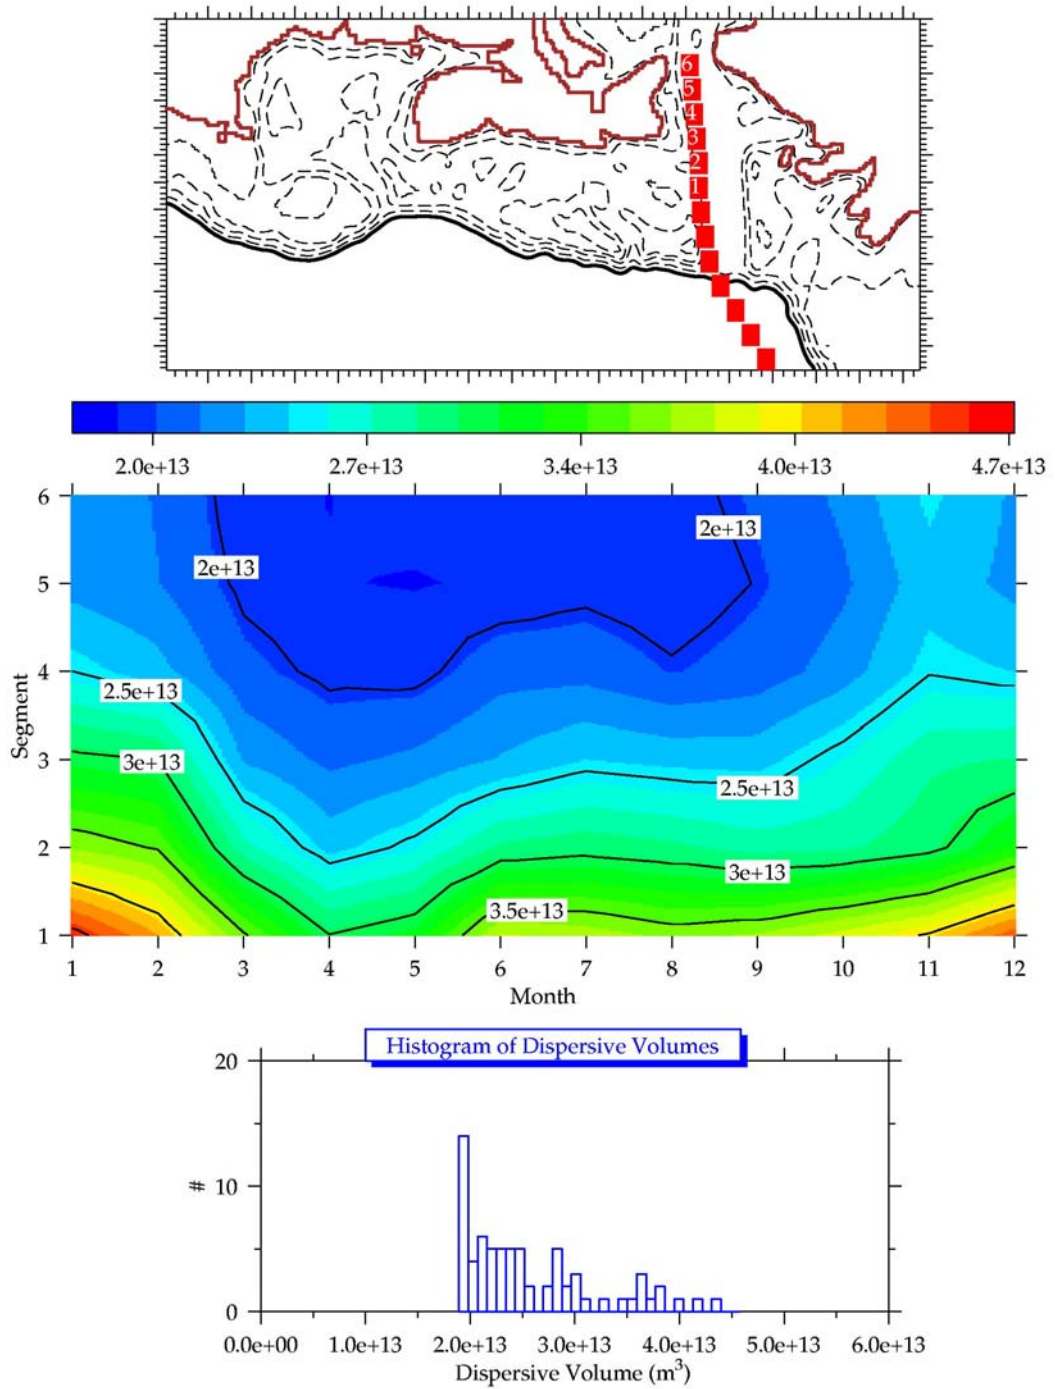 6
5
4
3
2
1
2.0e+13 2.7e+13 3.4e+13 4.0e+13 4.7e+13
6
2e+13
2e+13
5
4
2.5e+13
Segment
3
3e+13
2.5e+13
2
3e+13
3.5e+13
1
1 2 3 4 5 6 7 8 9 10 11 12
Month
Histogram of Dispersive Volumes
20
#
10
0
0.0e+00 1.0e+13 2.0e+13 3.0e+13 4.0e+13 5.0e+13 6.0e+13
Dispersive Volume (m³)